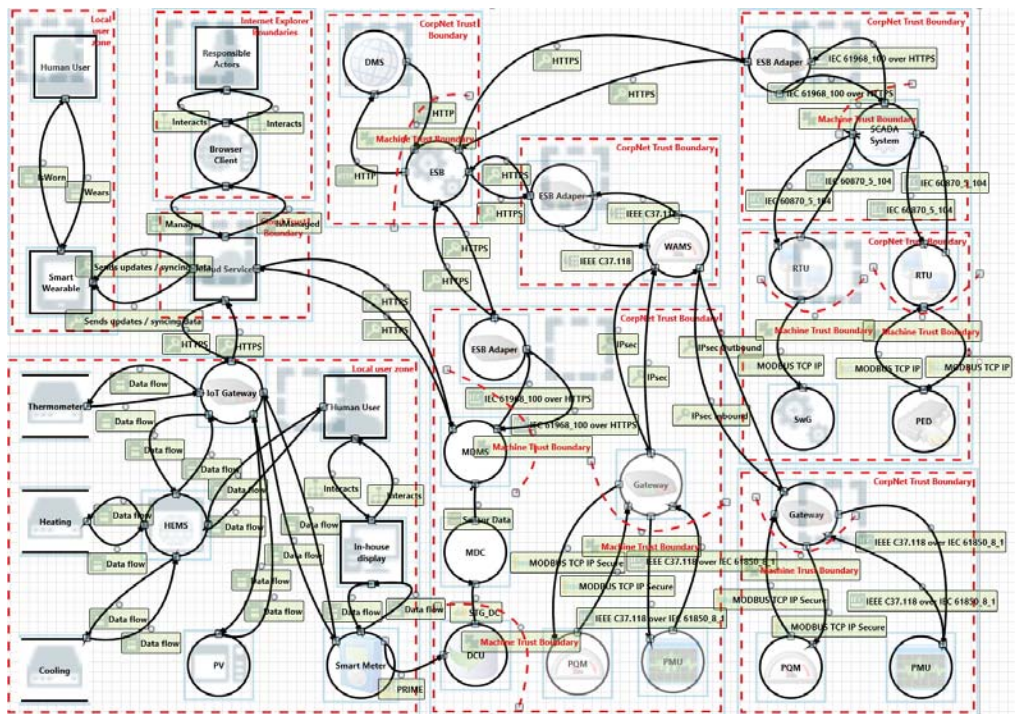 Local
user
zone
Human User
IsWorn
Wears
Smart
Wearable
Internet Explorer
Boundaries
Responsible
Actors
Interacts
Interacts
Browser
Client
Manages
IsManaged
Trust
Boundary
Sends updates / syncing data
Sends updates / syncing data
HTTPS
HTTPS
HTTPS
HTTPS
CorpNet Trust
Boundary
DMS
HTTP
Machine Trust Boundary
HTTP
ESB
HTTPS
HTTPS
HTTPS
HTTPS
HTTPS
HTTPS
CorpNet Trust Boundary
ESB Adaper
IEEE C37.118
IEEE C37.118
WAMS
CorpNet Trust Boundary
ESB Adaper
IEC 61968_100 over HTTPS
IEC 61968_100 over HTTPS
Machine Trust Boundary
SCADA
System
IEC 60870_5_104
IEC 60870_5_104
IEC 60870_5_104
IEC 60870_5_104
CorpNet Trust Boundary
RTU
RTU
Machine Trust Boundary
Machine Trust Boundary
MODBUS TCP IP
MODBUS TCP IP
MODBUS TCP IP
SwG
PED
CorpNet Trust Boundary
ESB Adaper
IPsec
IPsec
IPsec outbound
IPsec inbound
IEC 61968_100 over HTTPS
IEC 61968_100 over HTTPS
Machine Trust Boundary
MDMS
Sensor Data
MDC
STG_DC
Machine Trust Boundary
DCU
PRIME
Gateway
Machine Trust Boundary
MODBUS TCP IP Secure
IEEE C37.118 over IEC 61850_8_1
MODBUS TCP IP Secure
IEEE C37.118 over IEC 61850_8_1
PQM
PMU
CorpNet Trust Boundary
Gateway
IEEE C37.118 over IEC 61850_8_1
Machine Trust Boundary
MODBUS TCP IP Secure
IEEE C37.118 over IEC 61850_8_1
MODBUS TCP IP Secure
PQM
PMU
Local user zone
Thermometer
Data flow
Data flow
IoT Gateway
Human User
Data flow
Data flow
Data flow
Data flow
Heating
Data flow
Data flow
HEMS
Data flow
Data flow
Interacts
Interacts
In-house
display
Data flow
Data flow
Data flow
Data flow
Data flow
Cooling
PV
Smart Meter